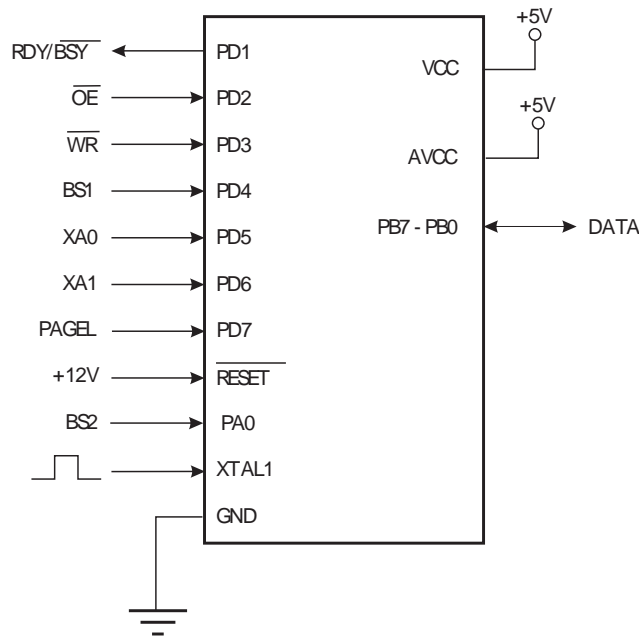 +5V
RDY/BSY PD1
VCC
OE PD2
+5V
WR PD3
AVCC
BS1 PD4
PB7 - PB0 DATA
XA0 PD5
XA1 PD6
PAGEL PD7
+12V RESET
BS2 PA0
XTAL1
GND